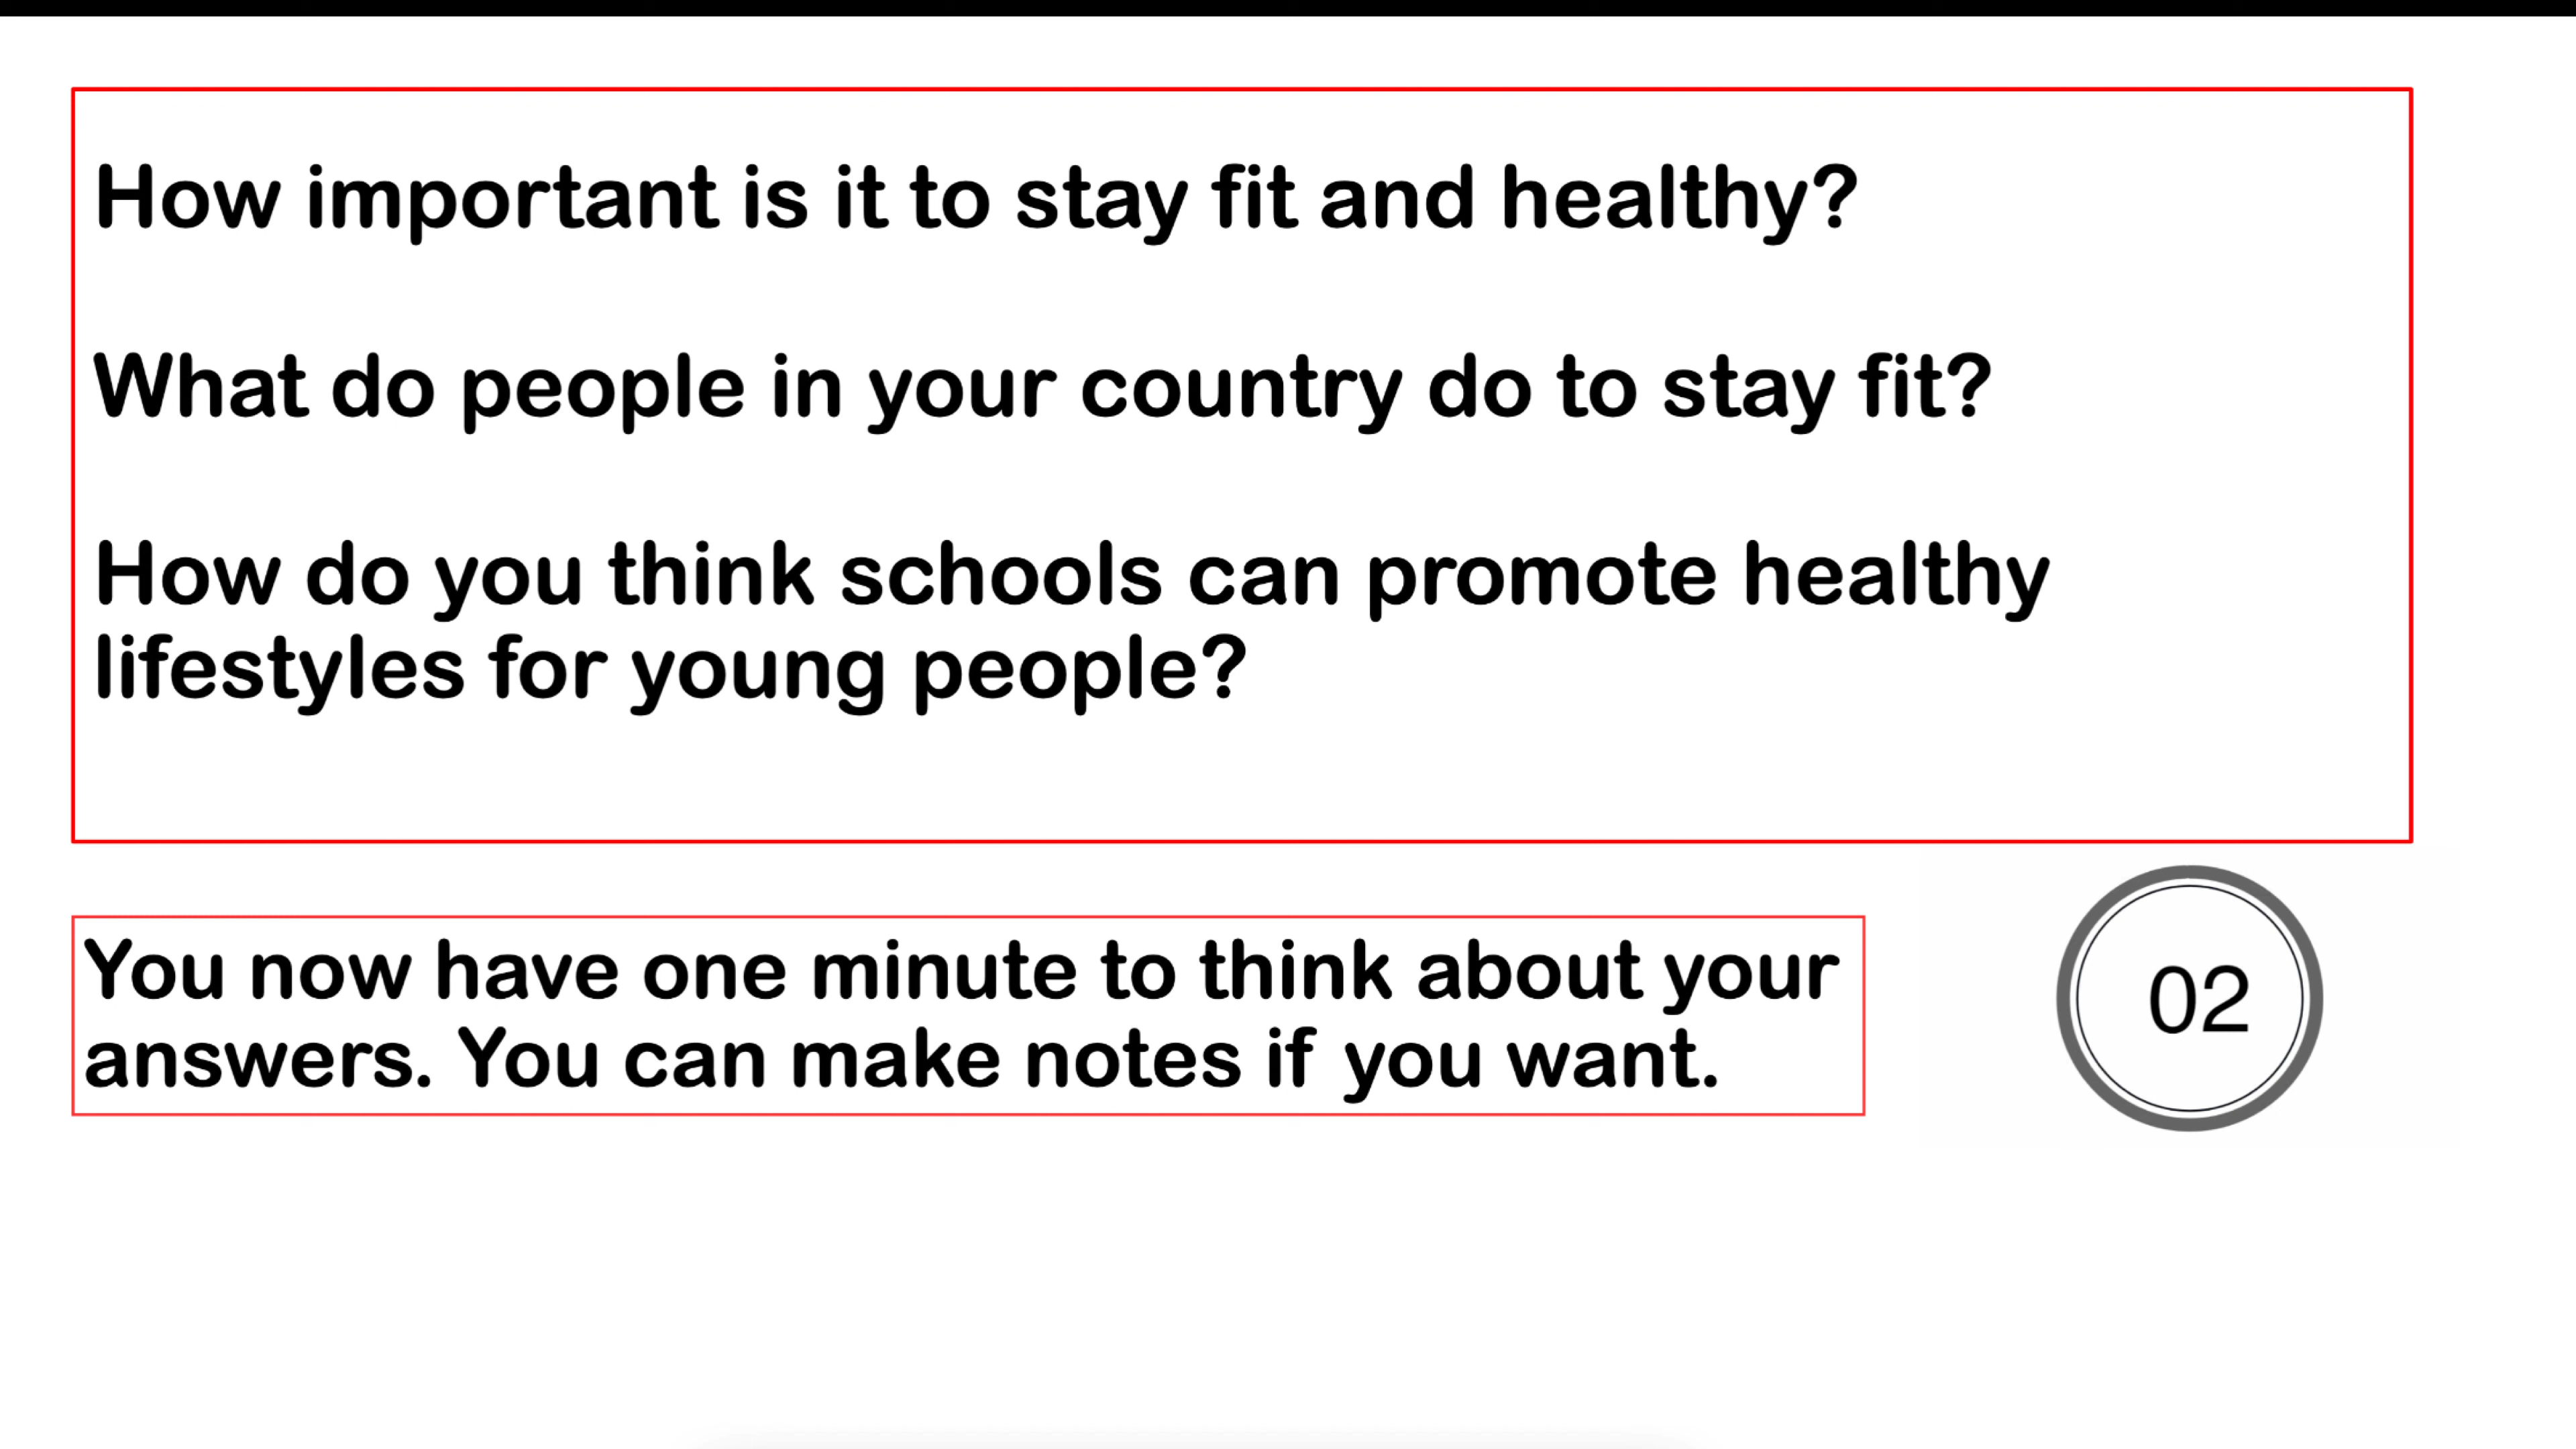 How important is it to stay fit and healthy?
What do people in your country do to stay fit?
How do you think schools can promote healthy
lifestyles for young people?
You now have one minute to think about your
answers. You can make notes if you want.
02